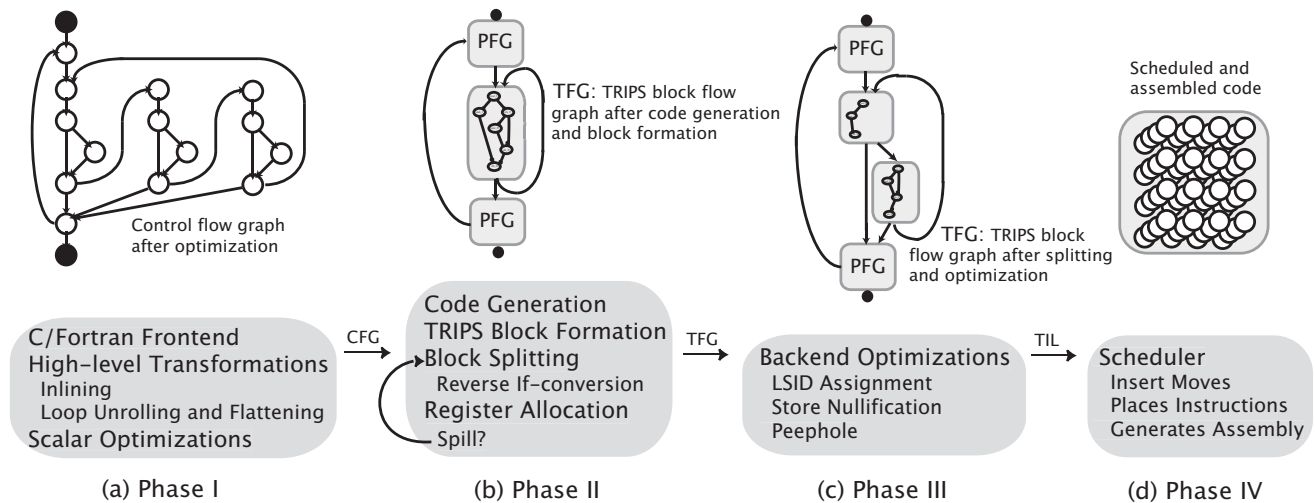 Control flow graph
after optimization
PFG
TFG: TRIPS block flow
graph after code generation
and block formation
PFG
PFG
TFG: TRIPS block
flow graph after splitting
and optimization
PFG
Scheduled and
assembled code
C/Fortran Frontend
High-level Transformations
Inlining
Loop Unrolling and Flattening
Scalar Optimizations
CFG
Code Generation
TRIPS Block Formation
Block Splitting
Reverse If-conversion
Register Allocation
Spill?
TFG
Backend Optimizations
LSID Assignment
Store Nullification
Peephole
TIL
Scheduler
Insert Moves
Places Instructions
Generates Assembly
(a) Phase I
(b) Phase II
(c) Phase III
(d) Phase IV